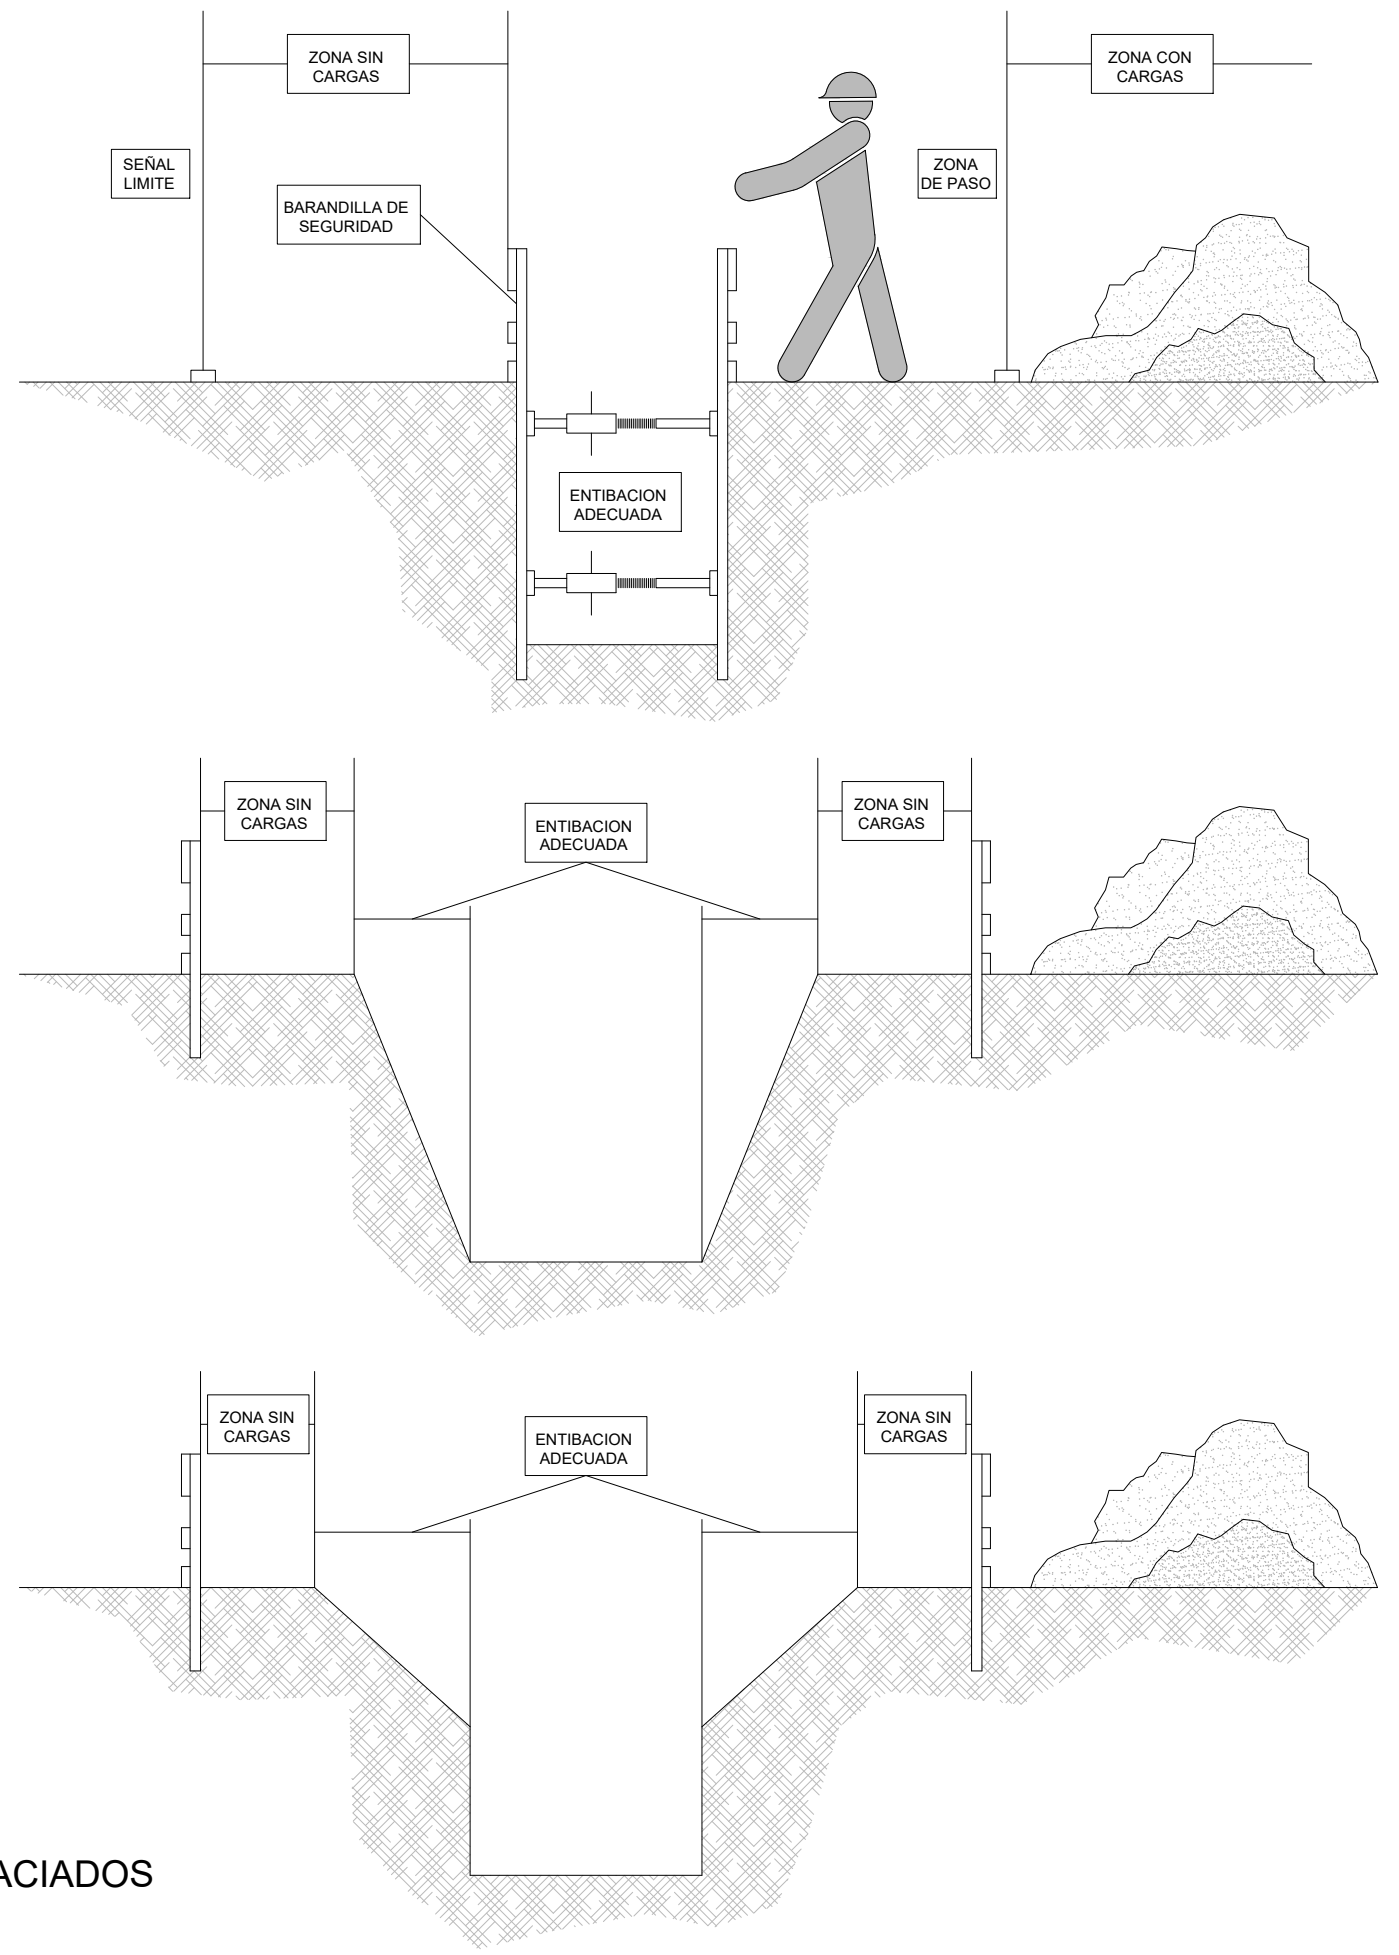 ZONA SIN
CARGAS
ZONA CON
CARGAS
SEÑAL
LIMITE
ZONA
DE PASO
BARANDILLA DE
SEGURIDAD
ENTIBACION
ADECUADA
ZONA SIN
CARGAS
ENTIBACION
ADECUADA
ZONA SIN
CARGAS
ZONA SIN
CARGAS
ENTIBACION
ADECUADA
ZONA SIN
CARGAS
ACIADOS